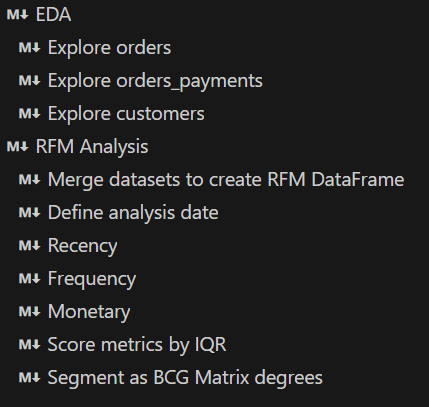 M↓ EDA
M↓ Explore orders
M↓ Explore orders_payments
M↓ Explore customers
M↓ RFM Analysis
M↓ Merge datasets to create RFM DataFrame
M↓ Define analysis date
M↓ Recency
M↓ Frequency
M↓ Monetary
M↓ Score metrics by IQR
M↓ Segment as BCG Matrix degrees